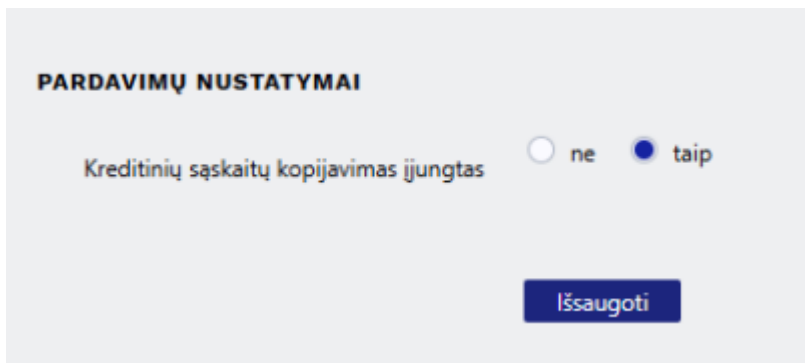 PARDAVIMŲ NUSTATYMAI
Kreditinių sąskaitų kopijavimas įjungtas ne taip
Išsaugoti